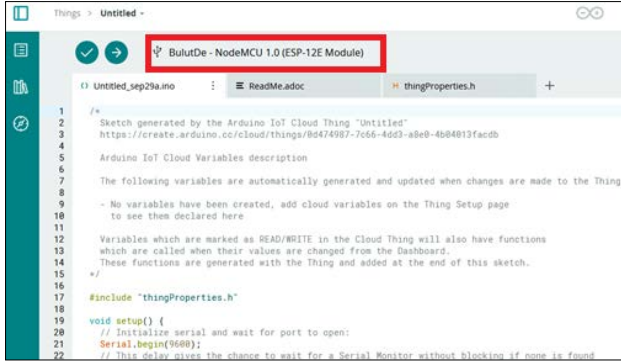 Things > Untitled
BulutDe - NodeMCU 1.0 (ESP-12E Module)
Untitled_sep29a.ino
ReadMe.adoc
thingProperties.h
1 /*
2 Sketch generated by the Arduino IoT Cloud Thing "Untitled"
3 https://create.arduino.cc/cloud/things/0d474987-7c66-4dd3-a8e0-4b04013facdb
4
5 Arduino IoT Cloud Variables description
6
7 The following variables are automatically generated and updated when changes are made to the Thing
8
9 - No variables have been created, add cloud variables on the Thing Setup page
10 to see them declared here
11
12 Variables which are marked as READ/WRITE in the Cloud Thing will also have functions
13 which are called when their values are changed from the Dashboard.
14 These functions are generated with the Thing and added at the end of this sketch.
15 */
16
17 #include "thingProperties.h"
18
19 void setup() {
20 // Initialize serial and wait for port to open:
21 Serial.begin(9600);
22 // This delay gives the chance to wait for a Serial Monitor without blocking if none is found